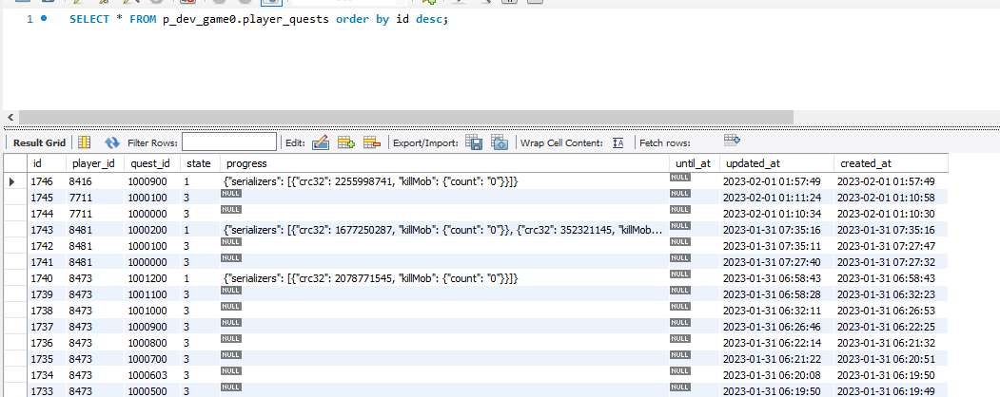 1 SELECT * FROM p_dev_game0.player_quests order by id desc;
Result Grid Filter Rows: Edit: Export/Import: Wrap Cell Content: Fetch rows:
id player_id quest_id state progress until_at updated_at created_at
1746 8416 1000900 1 {"serializers": [{"crc32": 2255998741, "killMob": {"count": "0"}}]} NULL 2023-02-01 01:57:49 2023-02-01 01:57:49
1745 7711 1000100 3 NULL NULL 2023-02-01 01:11:24 2023-02-01 01:10:58
1744 7711 1000000 3 NULL NULL 2023-02-01 01:10:34 2023-02-01 01:10:30
1743 8481 1000200 1 {"serializers": [{"crc32": 1677250287, "killMob": {"count": "0"}}, {"crc32": 352321145, "killMob... NULL 2023-01-31 07:35:16 2023-01-31 07:35:16
1742 8481 1000100 3 NULL NULL 2023-01-31 07:35:11 2023-01-31 07:27:47
1741 8481 1000000 3 NULL NULL 2023-01-31 07:27:40 2023-01-31 07:27:32
1740 8473 1001200 1 {"serializers": [{"crc32": 2078771545, "killMob": {"count": "0"}}]} NULL 2023-01-31 06:58:43 2023-01-31 06:58:43
1739 8473 1001100 3 NULL NULL 2023-01-31 06:58:28 2023-01-31 06:32:23
1738 8473 1001000 3 NULL NULL 2023-01-31 06:32:11 2023-01-31 06:26:53
1737 8473 1000900 3 NULL NULL 2023-01-31 06:26:46 2023-01-31 06:22:25
1736 8473 1000800 3 NULL NULL 2023-01-31 06:22:14 2023-01-31 06:21:32
1735 8473 1000700 3 NULL NULL 2023-01-31 06:21:22 2023-01-31 06:20:51
1734 8473 1000603 3 NULL NULL 2023-01-31 06:20:08 2023-01-31 06:19:50
1733 8473 1000500 3 NULL NULL 2023-01-31 06:19:50 2023-01-31 06:19:49